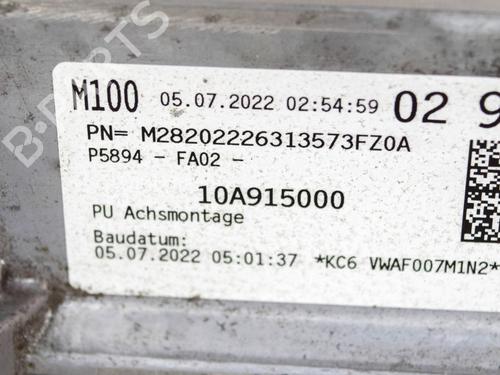 B-PARTS
M100 05.07.2022 02:54:59 02 9
PN= M28202226313573FZ0A
P5894 - FA02 -
10A915000
PU Achsmontage
Baudatum:
05.07.2022 05:01:37 *KC6 VWAF007M1N2*